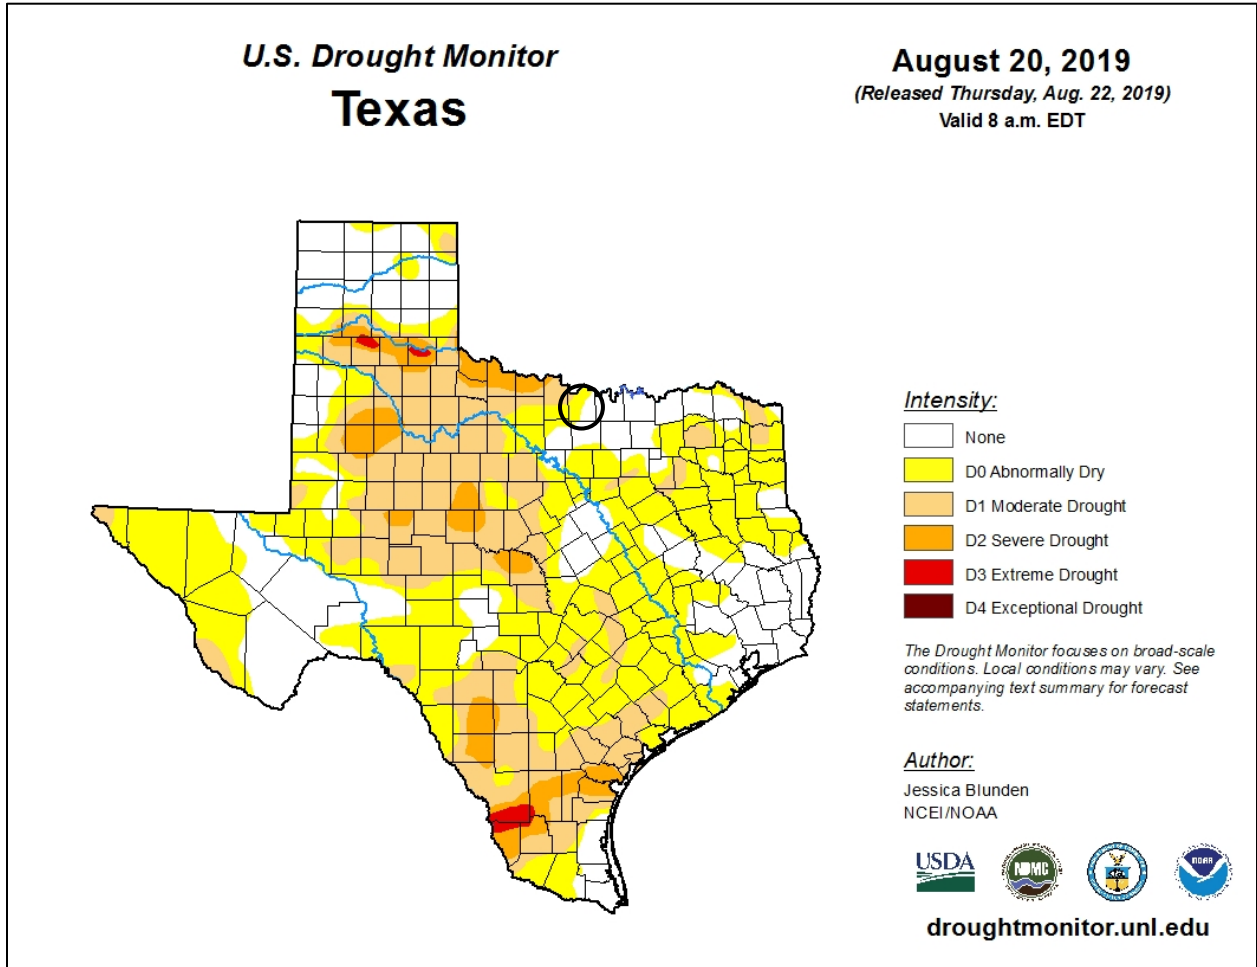 U.S. Drought Monitor
Texas
August 20, 2019
(Released Thursday, Aug. 22, 2019)
Valid 8 a.m. EDT
Intensity:
None
D0 Abnormally Dry
D1 Moderate Drought
D2 Severe Drought
D3 Extreme Drought
D4 Exceptional Drought
The Drought Monitor focuses on broad-scale
conditions. Local conditions may vary. See
accompanying text summary for forecast
statements.
Author:
Jessica Blunden
NCEI/NOAA
USDA
NDMC
NOAA
droughtmonitor.unl.edu